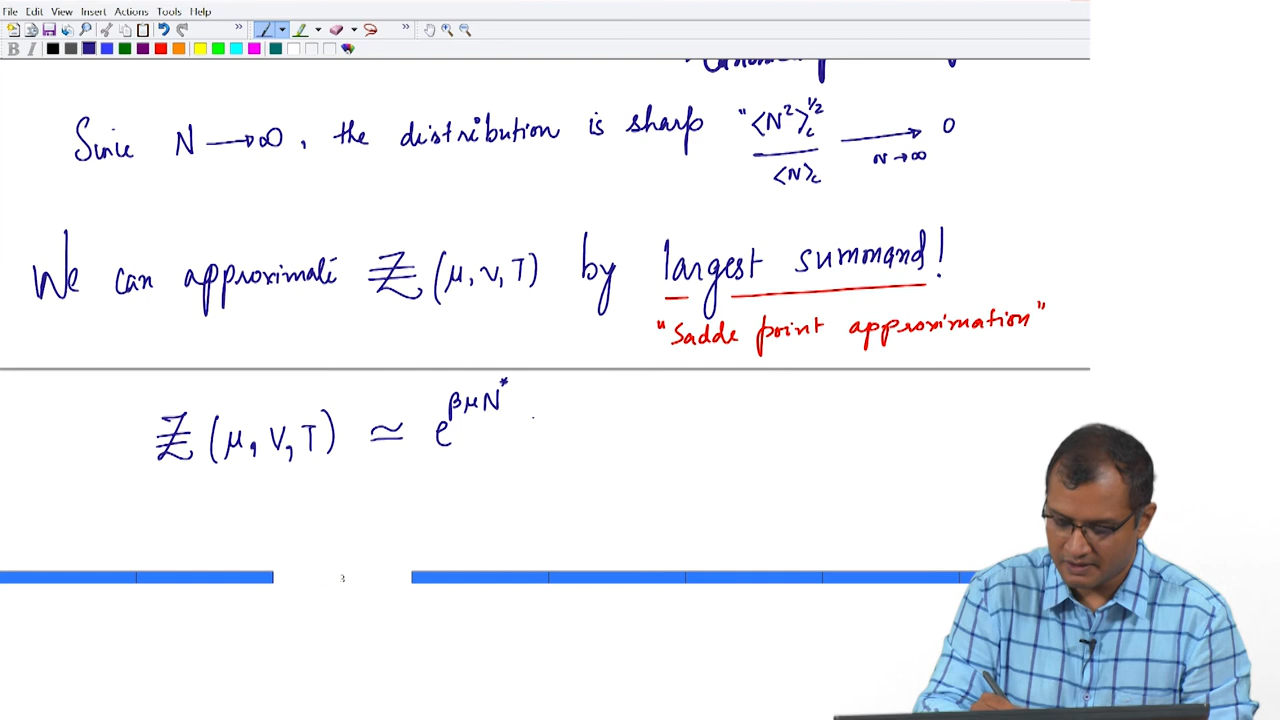 File Edit View Insert Actions Tools Help
Since N → ∞, the distribution is sharp "⟨N²⟩c^1/2 / ⟨N⟩c → 0
N → ∞
We can approximate Z (μ, V, T) by largest summand!
"Sadde point approximation"
Z (μ, V, T) ≃ e^βμN*
3